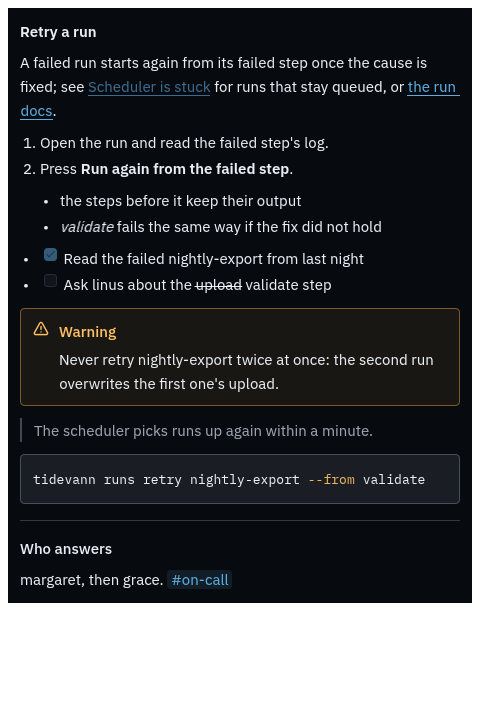 Retry a run
A failed run starts again from its failed step once the cause is
fixed; see Scheduler is stuck for runs that stay queued, or the run
docs.
1. Open the run and read the failed step's log.
2. Press Run again from the failed step.
• the steps before it keep their output
• validate fails the same way if the fix did not hold
• Read the failed nightly-export from last night
• Ask linus about the upload validate step
Warning
Never retry nightly-export twice at once: the second run
overwrites the first one's upload.
The scheduler picks runs up again within a minute.
tidevann runs retry nightly-export --from validate
Who answers
margaret, then grace. #on-call